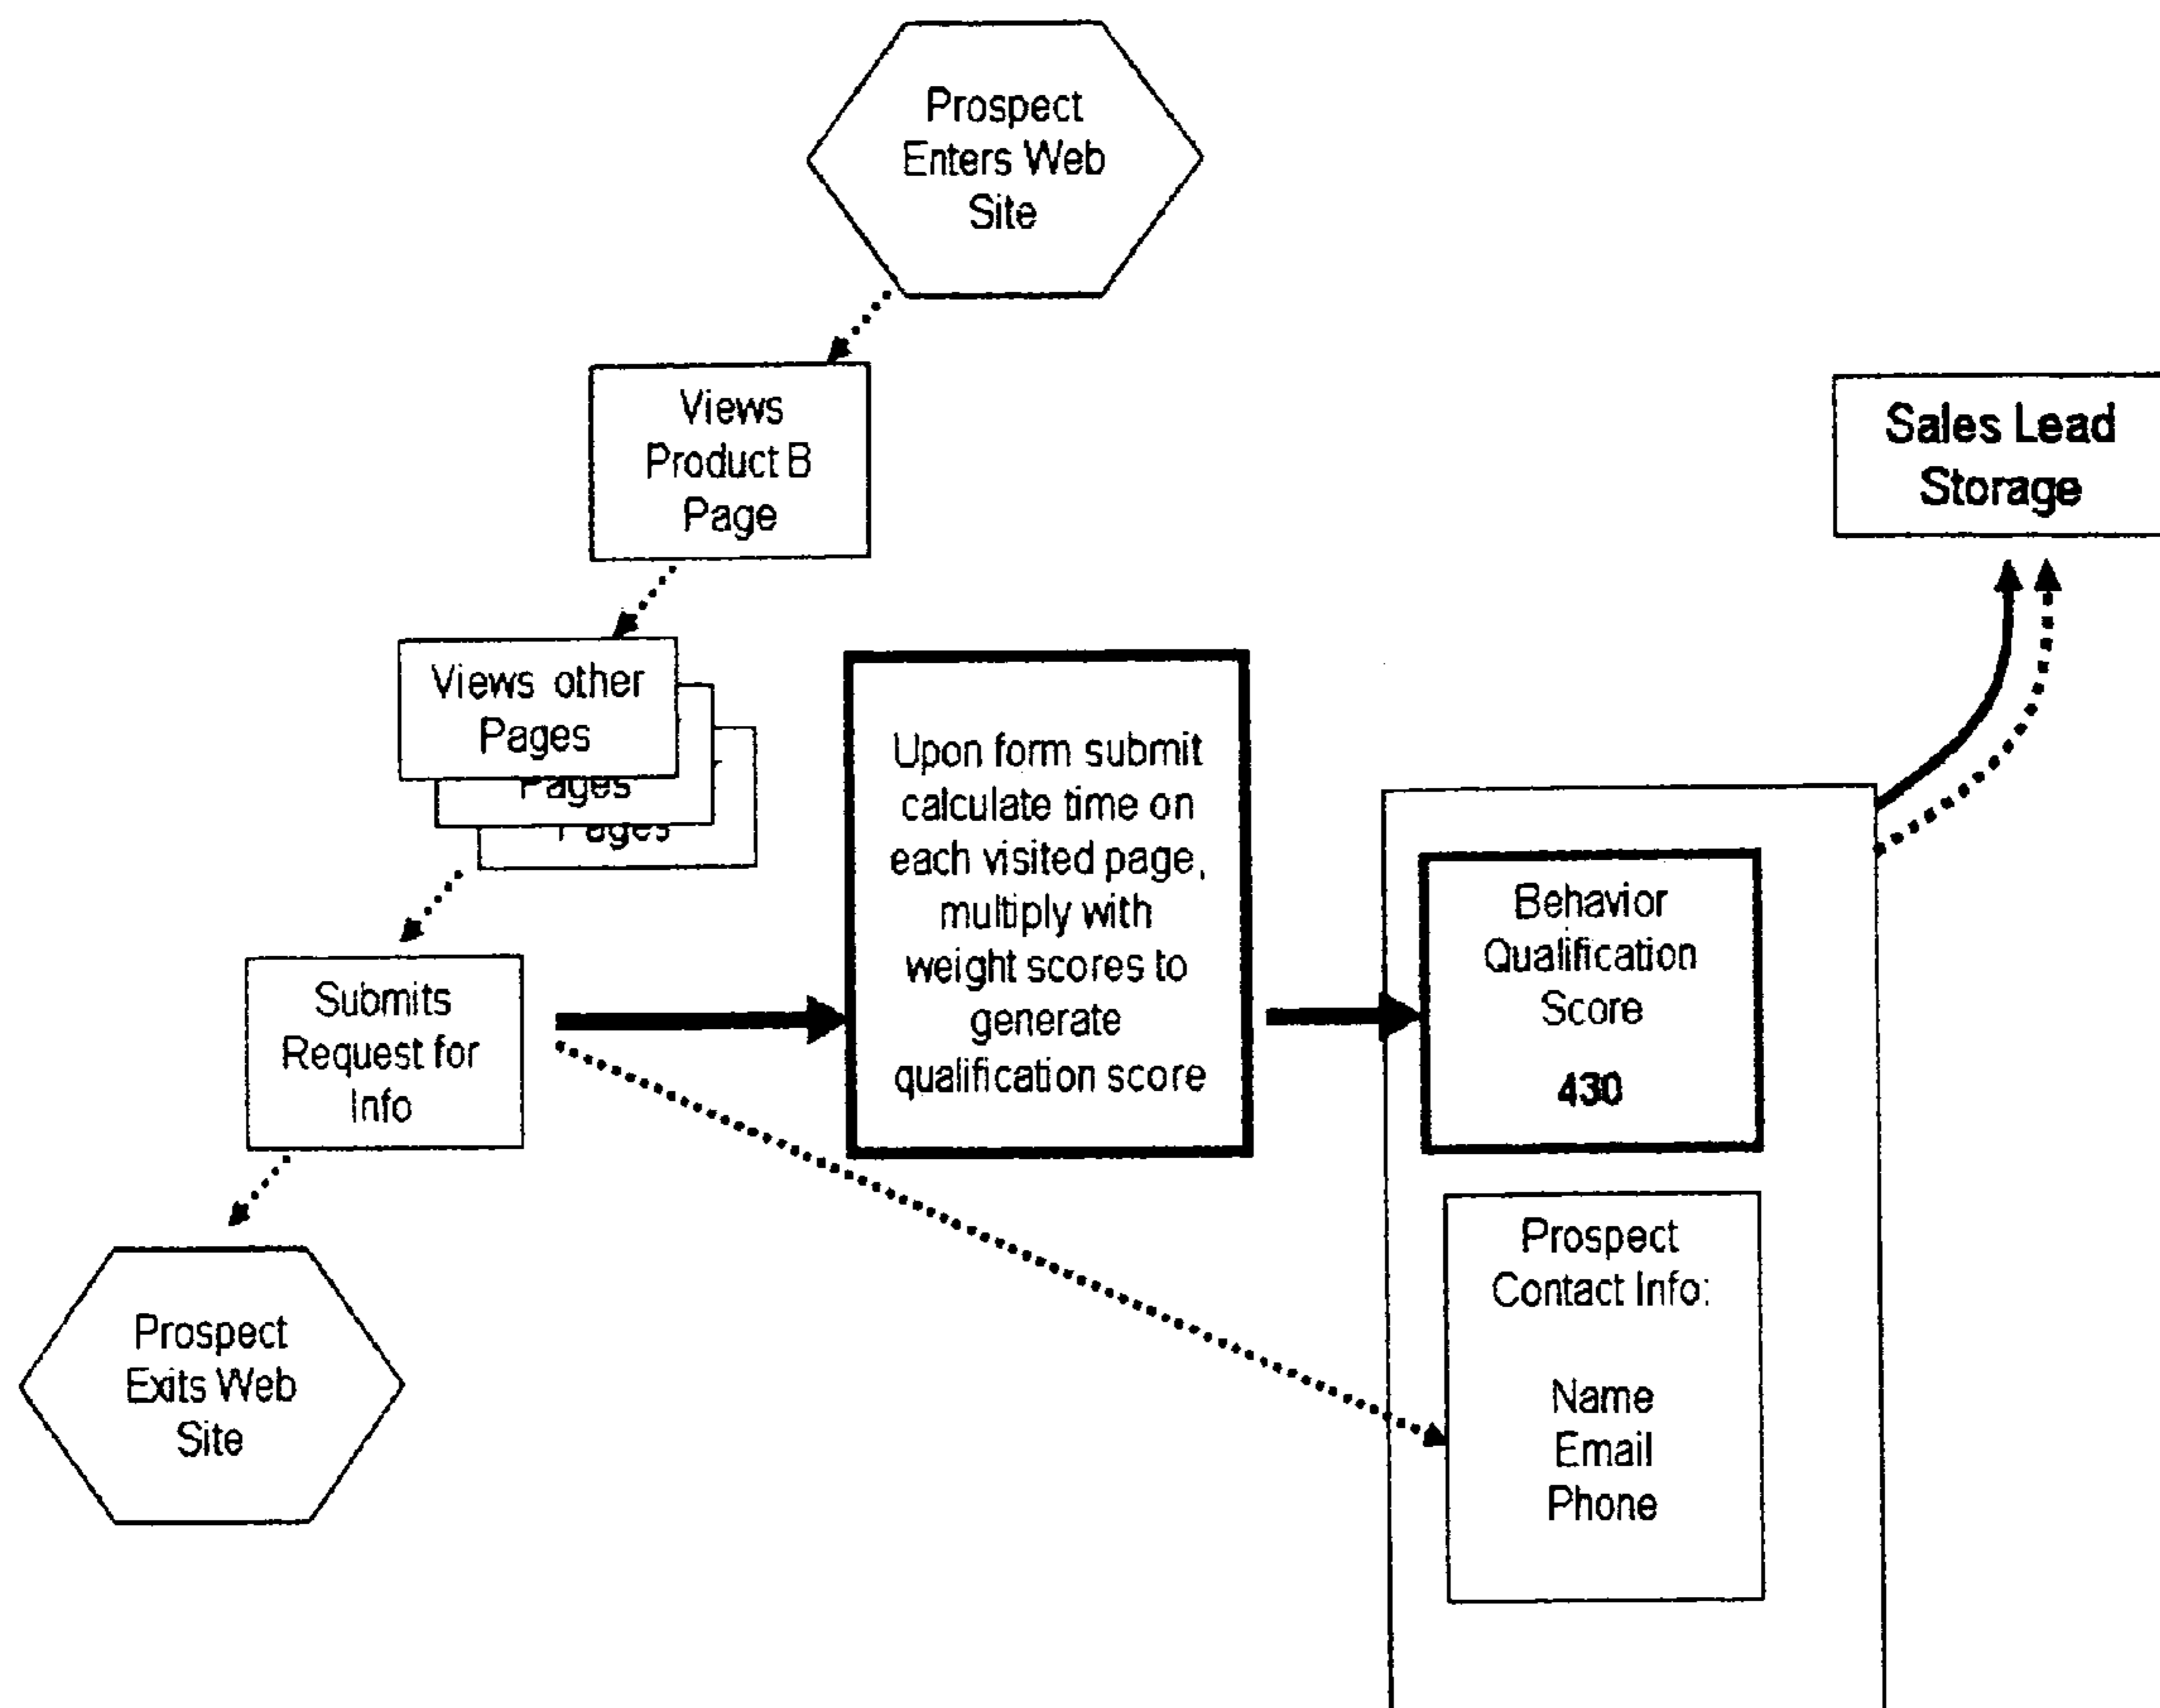 Prospect
Enters Web
Site
Views
Product B
Page
Sales Lead
Storage
Views other
Pages
Pages
Pages
Upon form submit
calculate time on
each visited page,
multiply with
weight scores to
generate
qualification score
Behavior
Qualification
Score
430
Submits
Request for
Info
Prospect
Contact Info:
Name
Email
Phone
Prospect
Exits Web
Site